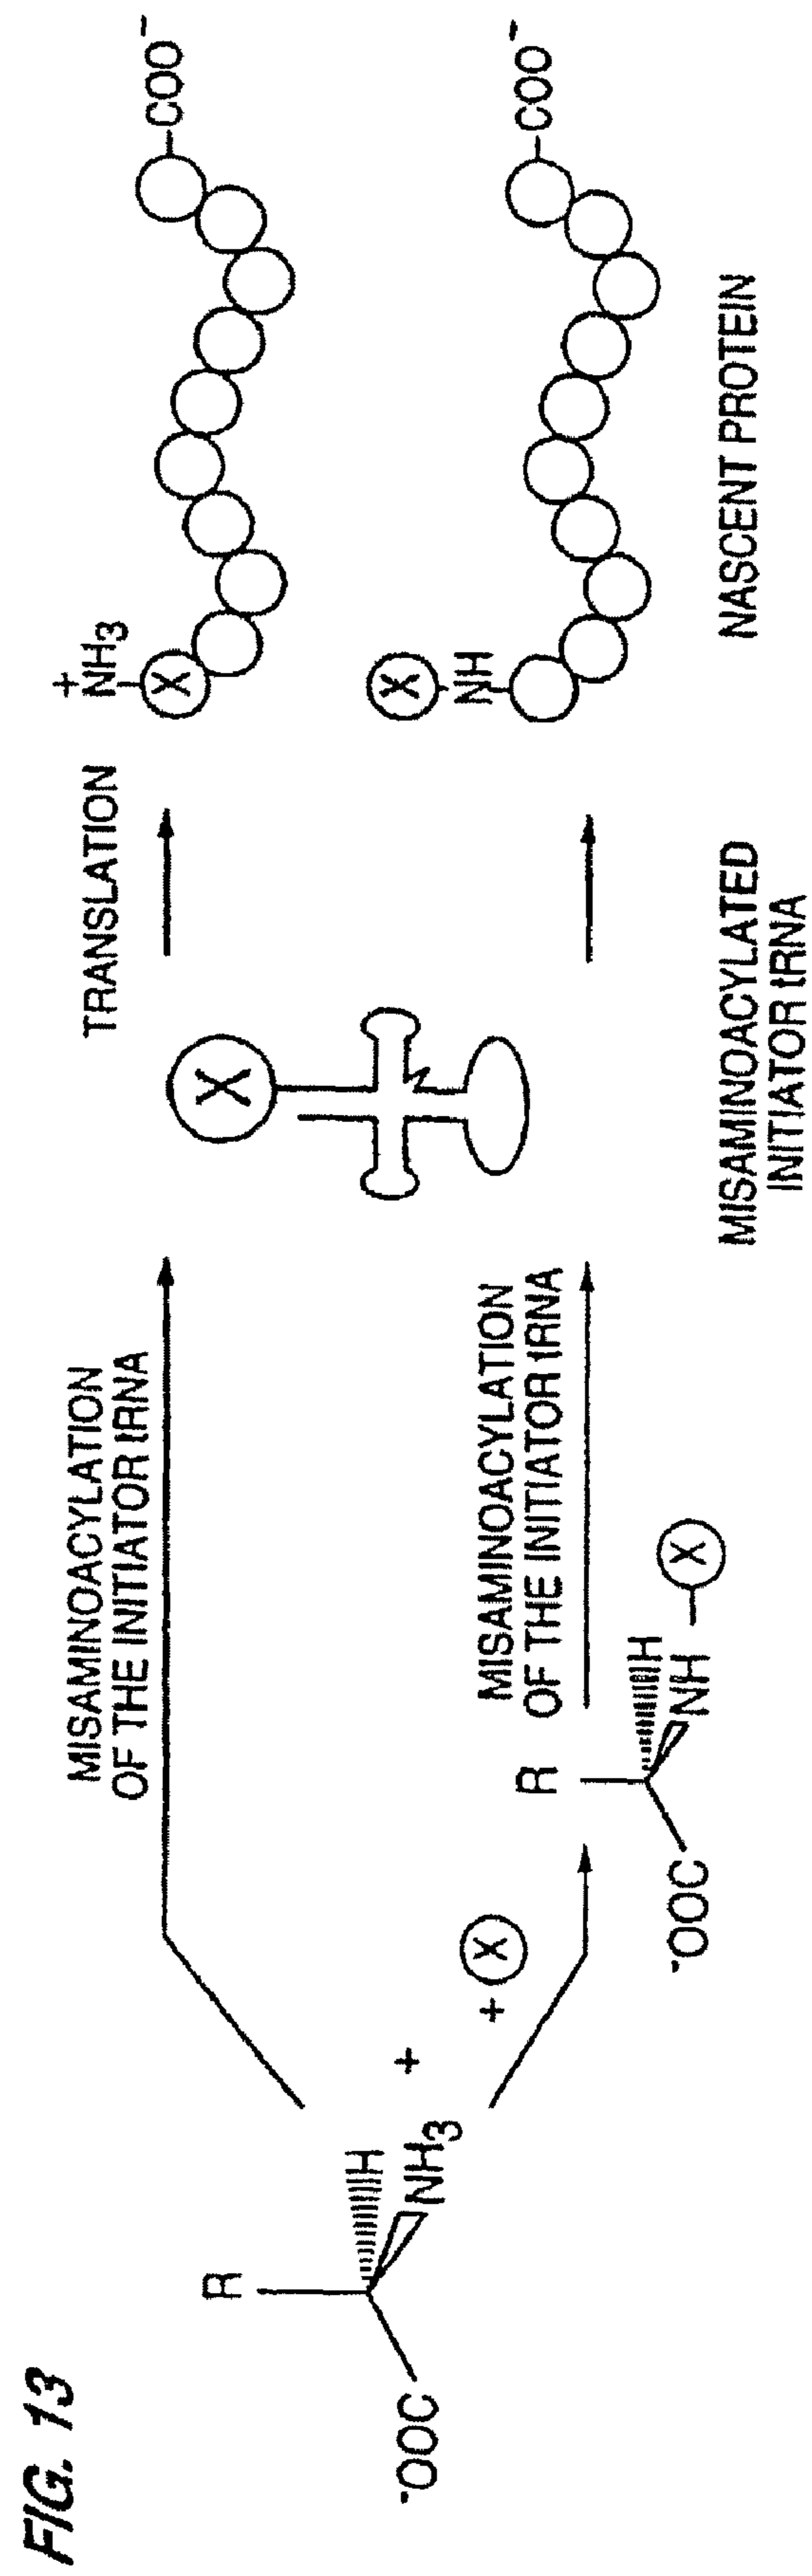 FIG. 13
R
H
NH3
+
-OOC
+ X
MISAMINOACYLATION
OF THE INITIATOR tRNA
R
H
NH
X
-OOC
MISAMINOACYLATION
OF THE INITIATOR tRNA
X
MISAMINOACYLATED
INITIATOR tRNA
TRANSLATION
+
NH3
X
COO-
X
NH
COO-
NASCENT PROTEIN